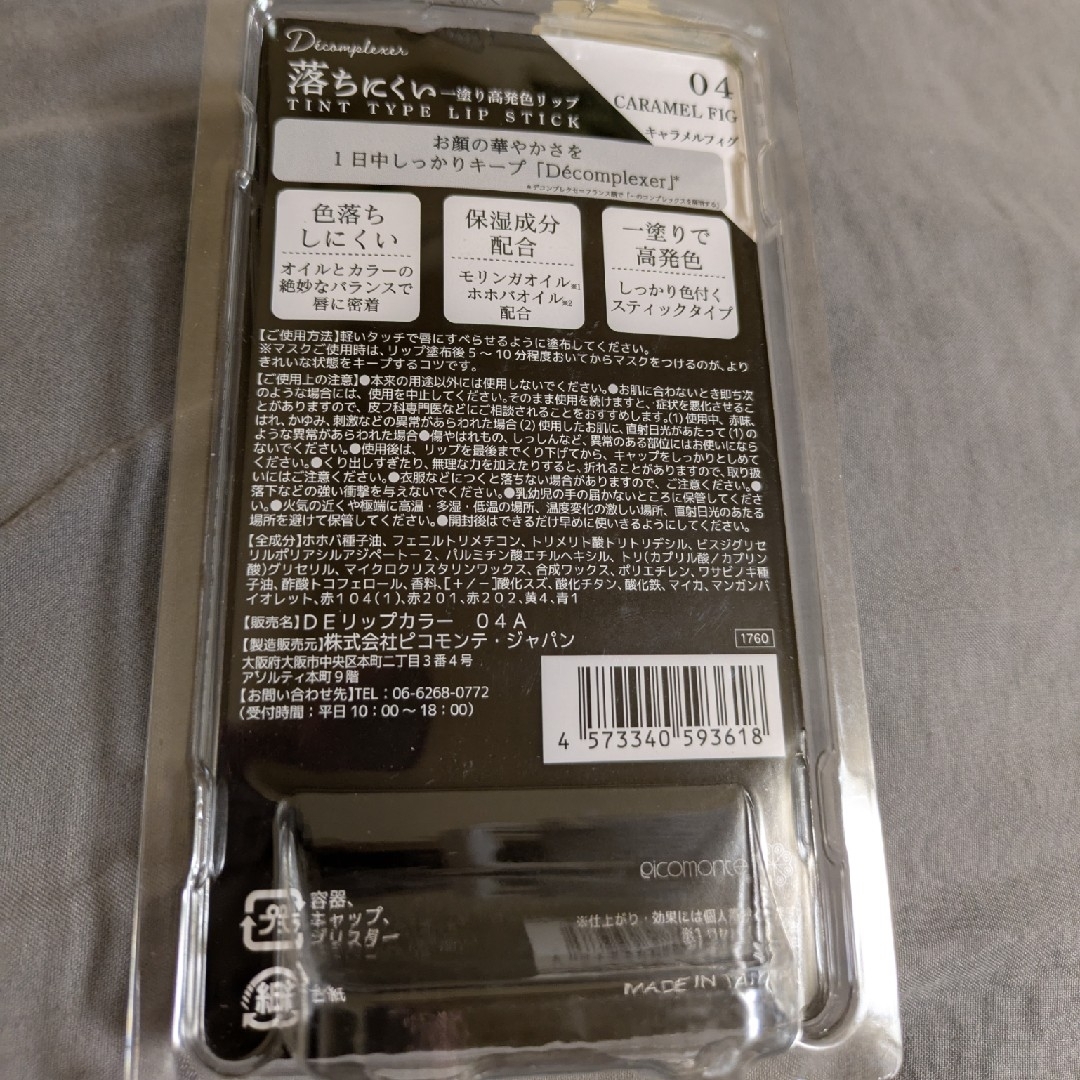 Décomplexer
落ちにくい一塗り高発色リップ
TINT TYPE LIP STICK
04
CARAMEL FIG
キャラメルフィグ
お顔の華やかさを
1日中しっかりキープ「Décomplexer」*
色落ち
しにくい
オイルとカラーの
絶妙なバランスで
唇に密着
保湿成分
配合
モリンガオイル※1
ホホバオイル※2
配合
一塗りで
高発色
しっかり色付く
スティックタイプ
【ご使用方法】軽いタッチで唇にすべらせるように塗布してください。
※マスクご使用時は、リップ塗布後5〜10分程度おいてからマスクをつけるのが、より
きれいな状態をキープするコツです。
【ご使用上の注意】●本来の用途以外には使用しないでください。●お肌に合わないとき即ち次
のような場合には、使用を中止してください。そのまま使用を続けますと、症状を悪化させるこ
とがありますので、皮フ科専門医などにご相談されることをおすすめします。(1)使用中、赤味、
はれ、かゆみ、刺激などの異常があらわれた場合(2)使用したお肌に、直射日光があたって(1)の
ような異常があらわれた場合●傷やはれもの、しっしんなど、異常のある部位にはお使いになら
ないでください。●使用後は、リップを最後までくり下げてから、キャップをしっかりとしめて
ください。●くり出しすぎたり、無理な力を加えたりすると、折れることがありますので、取り扱
いにはご注意ください。●衣服などにつくと落ちない場合がありますので、ご注意ください。●
落下などの強い衝撃を与えないでください。●乳幼児の手の届かないところに保管してくださ
い。●火気の近くや極端に高温・多湿・低温の場所、温度変化の激しい場所、直射日光のあたる
場所を避けて保管してください。●開封後はできるだけ早めに使いきるようにしてください。
【全成分】ホホバ種子油、フェニルトリメチコン、トリメリト酸トリトリデシル、ビスジグリセ
リルポリアシルアジペート－2、パルミチン酸エチルヘキシル、トリ(カプリル酸/カプリン
酸)グリセリル、マイクロクリスタリンワックス、合成ワックス、ポリエチレン、ワサビノキ種
子油、酢酸トコフェロール、香料、[＋/－]酸化スズ、酸化チタン、酸化鉄、マイカ、マンガンバ
イオレット、赤104(1)、赤201、赤202、黄4、青1
【販売名】DEリップカラー 04A
【製造販売元】株式会社ピコモンテ・ジャパン
1760
大阪府大阪市中央区本町二丁目3番4号
アソルティ本町9階
【お問い合わせ先】TEL：06-6268-0772
(受付時間：平日10：00〜18：00)
4 573340 593618
picomonte
プラ
容器、
キャップ、
ブリスター
※仕上がり・効果には個人
紙
MADE IN